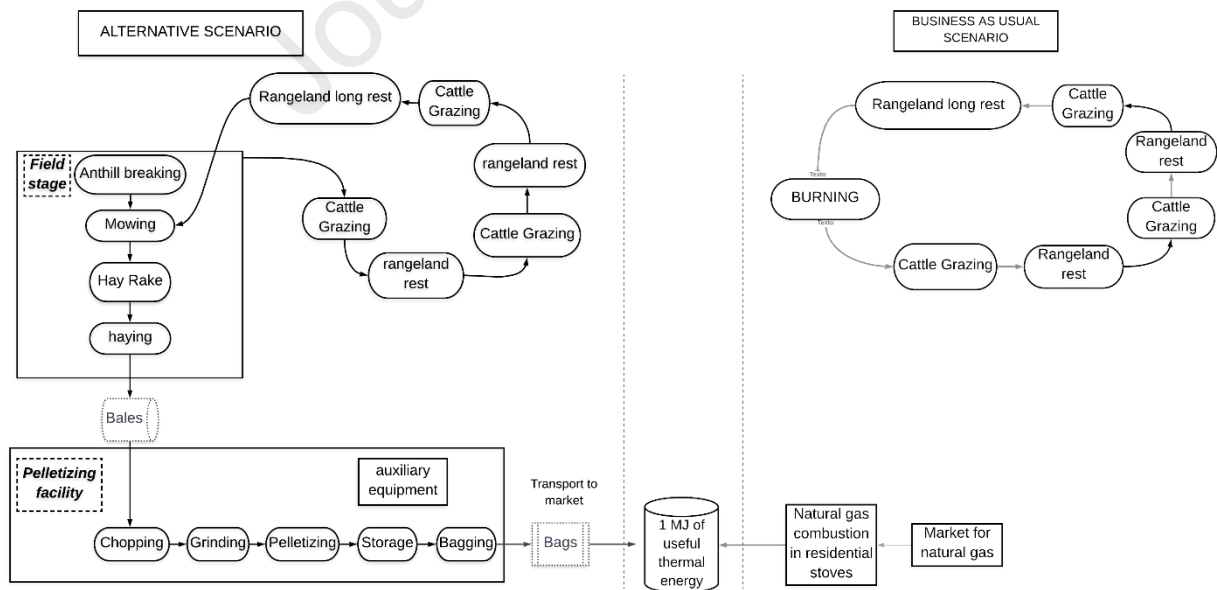 Jou
ALTERNATIVE SCENARIO
BUSINESS AS USUAL
SCENARIO
Rangeland long rest
Cattle
Grazing
rangeland rest
Cattle Grazing
Cattle
Grazing
rangeland
rest
Field
stage
Anthill breaking
Mowing
Hay Rake
haying
Bales
Pelletizing
facility
auxiliary
equipment
Chopping
Grinding
Pelletizing
Storage
Bagging
Transport to
market
Bags
1 MJ of
useful
thermal
energy
Rangeland long rest
Cattle
Grazing
Rangeland
rest
Cattle
Grazing
Texto
BURNING
Texto
Cattle Grazing
Rangeland
rest
Natural gas
combustion
in residential
stoves
Market for
natural gas